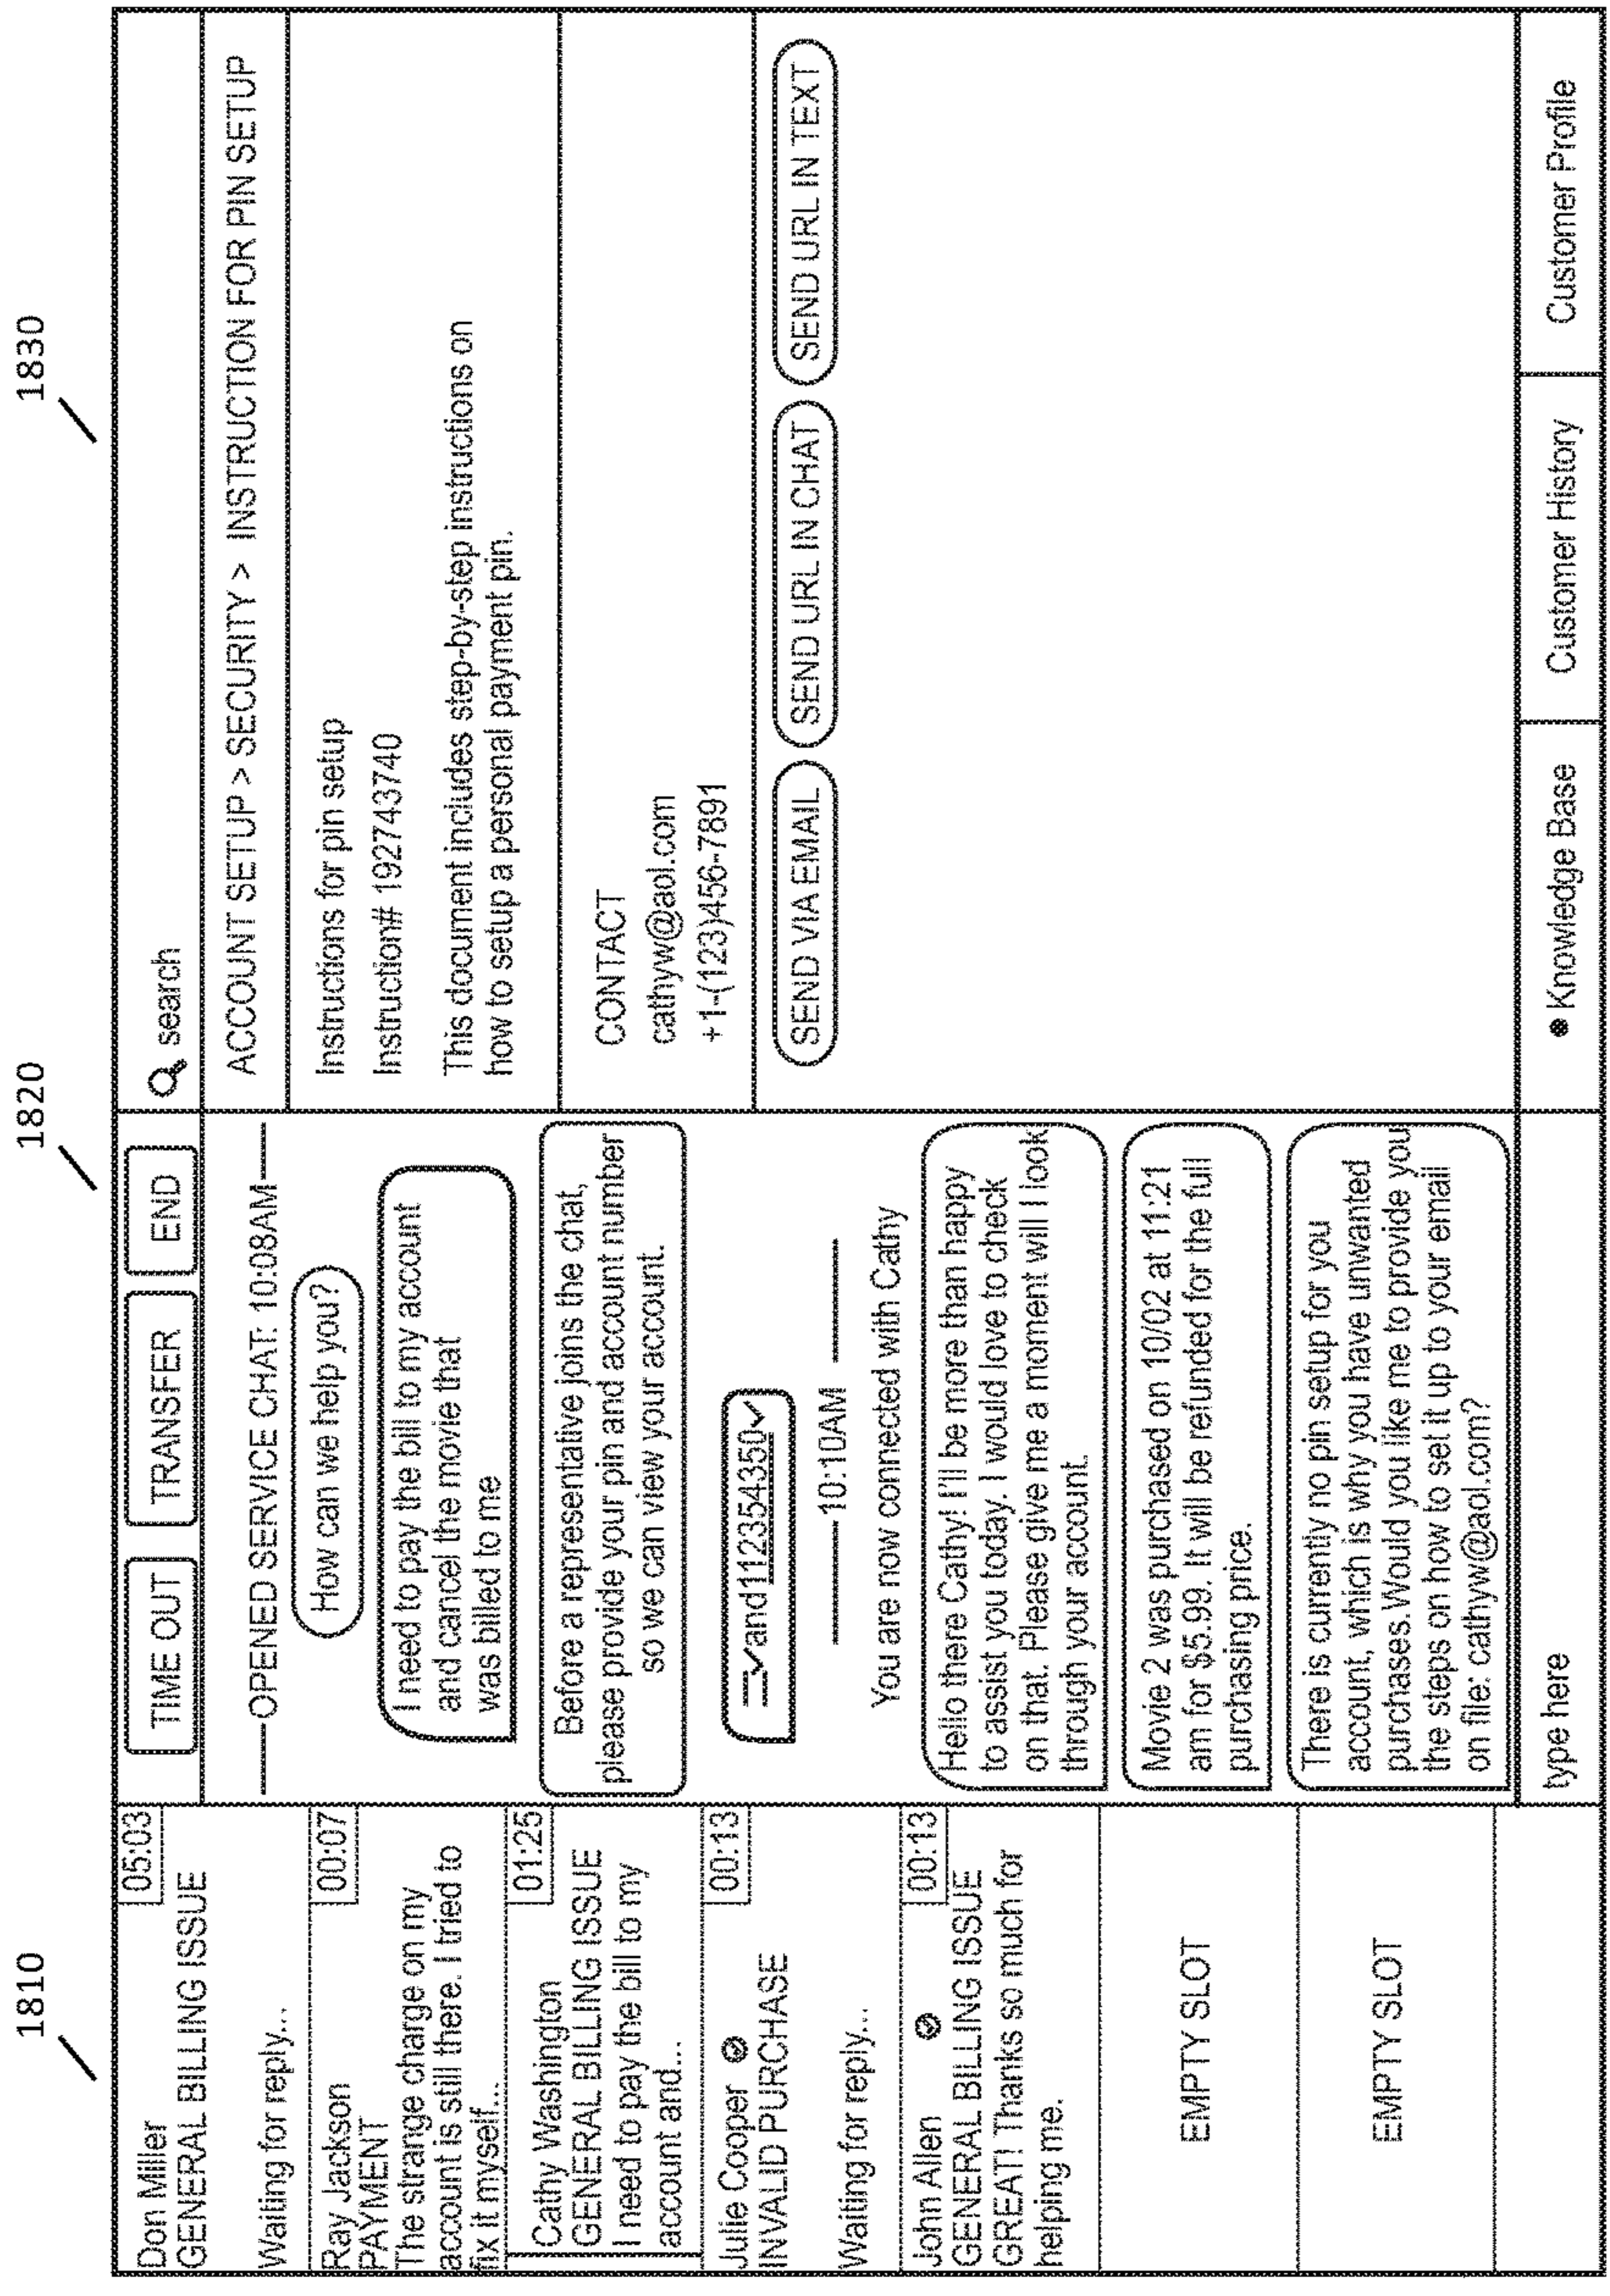 1810
1820
1830
Don Miller
05:03
GENERAL BILLING ISSUE
Waiting for reply...
Ray Jackson
00:07
PAYMENT
The strange charge on my
account is still there. I tried to
fix it myself...
01:25
Cathy Washington
GENERAL BILLING ISSUE
I need to pay the bill to my
account and...
Julie Cooper
00:13
INVALID PURCHASE
Waiting for reply...
John Allen
00:13
GENERAL BILLING ISSUE
GREAT! Thanks so much for
helping me.
EMPTY SLOT
EMPTY SLOT
TIME OUT
TRANSFER
END
OPENED SERVICE CHAT: 10:08AM
How can we help you?
I need to pay the bill to my account
and cancel the movie that
was billed to me
Before a representative joins the chat,
please provide your pin and account number
so we can view your account.
and112354350
10:10AM
You are now connected with Cathy
Hello there Cathy! I'll be more than happy
to assist you today. I would love to check
on that. Please give me a moment will I look
through your account.
Movie 2 was purchased on 10/02 at 11:21
am for $5.99. It will be refunded for the full
purchasing price.
There is currently no pin setup for you
account, which is why you have unwanted
purchases.Would you like me to provide you
the steps on how to set it up to your email
on file: cathyw@aol.com?
type here
search
ACCOUNT SETUP > SECURITY > INSTRUCTION FOR PIN SETUP
Instructions for pin setup
Instruction# 192743740
This document includes step-by-step instructions on
how to setup a personal payment pin.
CONTACT
cathyw@aol.com
+1-(123)456-7891
SEND VIA EMAIL
SEND URL IN CHAT
SEND URL IN TEXT
Knowledge Base
Customer History
Customer Profile